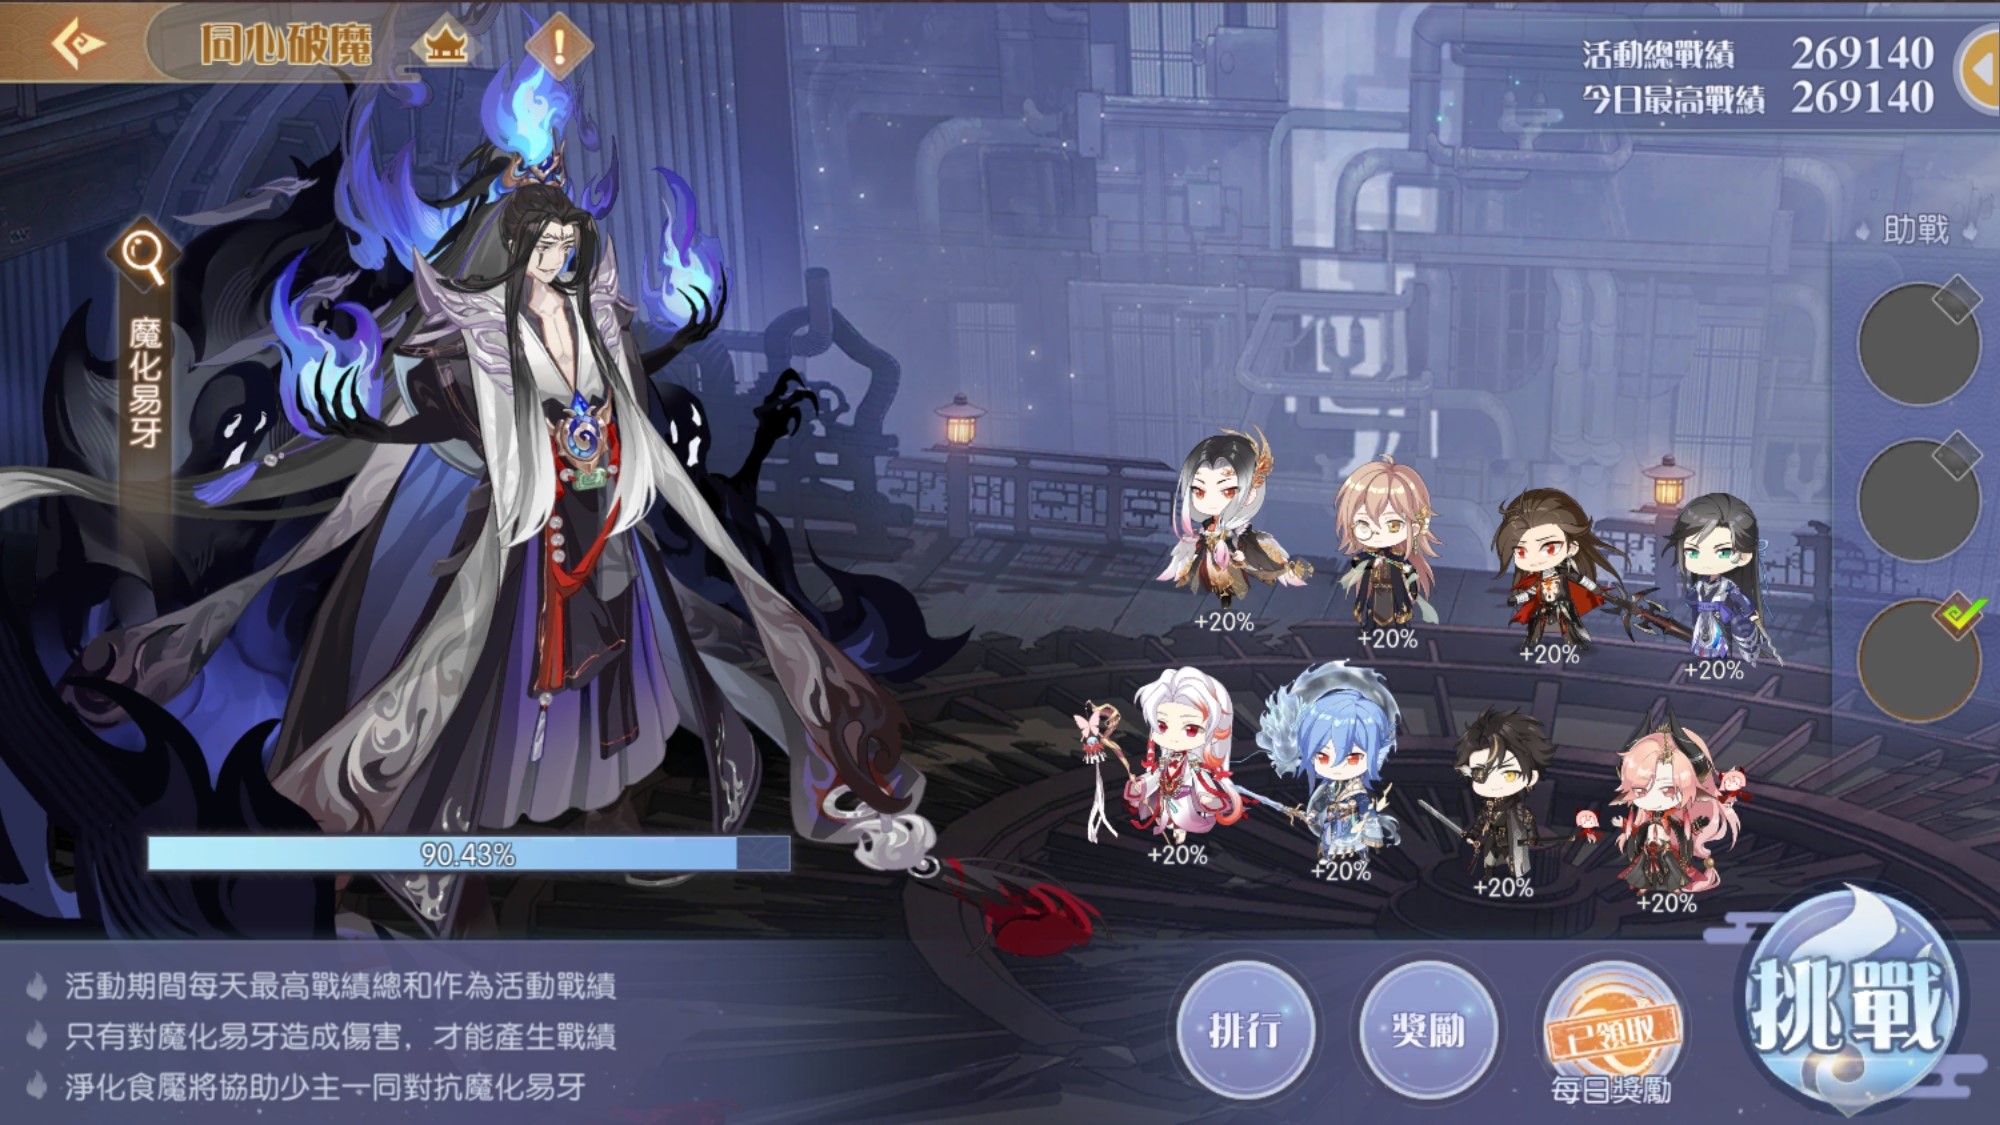 同心破魔
活動總戰績 269140
今日最高戰績 269140
助戰
魔化易牙
+20%
+20%
+20%
+20%
+20%
+20%
+20%
+20%
90.43%
活動期間每天最高戰績總和作為活動戰績
只有對魔化易牙造成傷害，才能產生戰績
淨化食魘將協助少主一同對抗魔化易牙
排行
獎勵
已領取
每日獎勵
挑戰